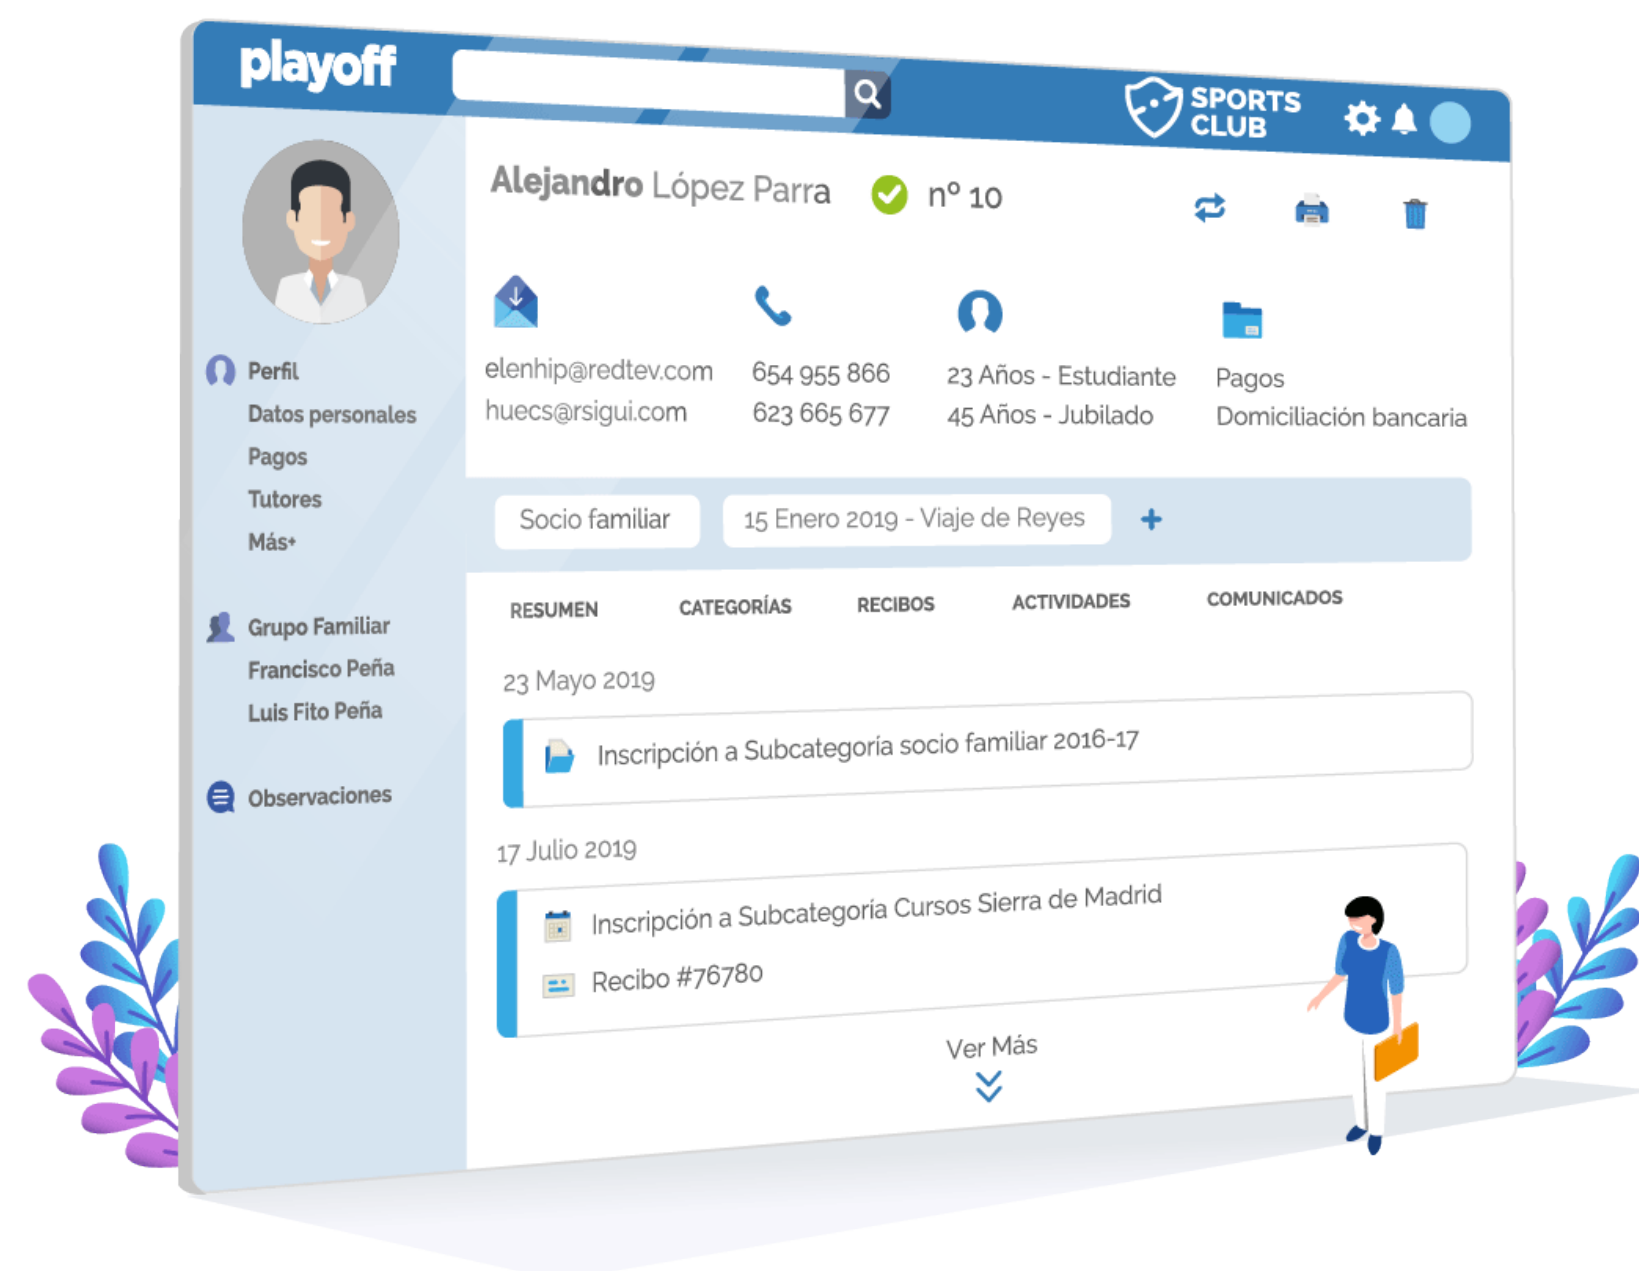 playoff
SPORTS
CLUB
Alejandro López Parra
nº 10
elenhip@redtev.com
huecs@rsigui.com
654 955 866
623 665 677
23 Años - Estudiante
45 Años - Jubilado
Pagos
Domiciliación bancaria
Perfil
Datos personales
Pagos
Tutores
Más+
Grupo Familiar
Francisco Peña
Luis Fito Peña
Observaciones
Socio familiar
15 Enero 2019 - Viaje de Reyes
+
RESUMEN
CATEGORÍAS
RECIBOS
ACTIVIDADES
COMUNICADOS
23 Mayo 2019
Inscripción a Subcategoría socio familiar 2016-17
17 Julio 2019
Inscripción a Subcategoría Cursos Sierra de Madrid
Recibo #76780
Ver Más